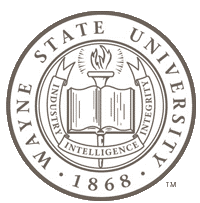 WAYNE STATE UNIVERSITY
INDUSTRY
INTELLIGENCE
INTEGRITY
· 1868 ·
TM